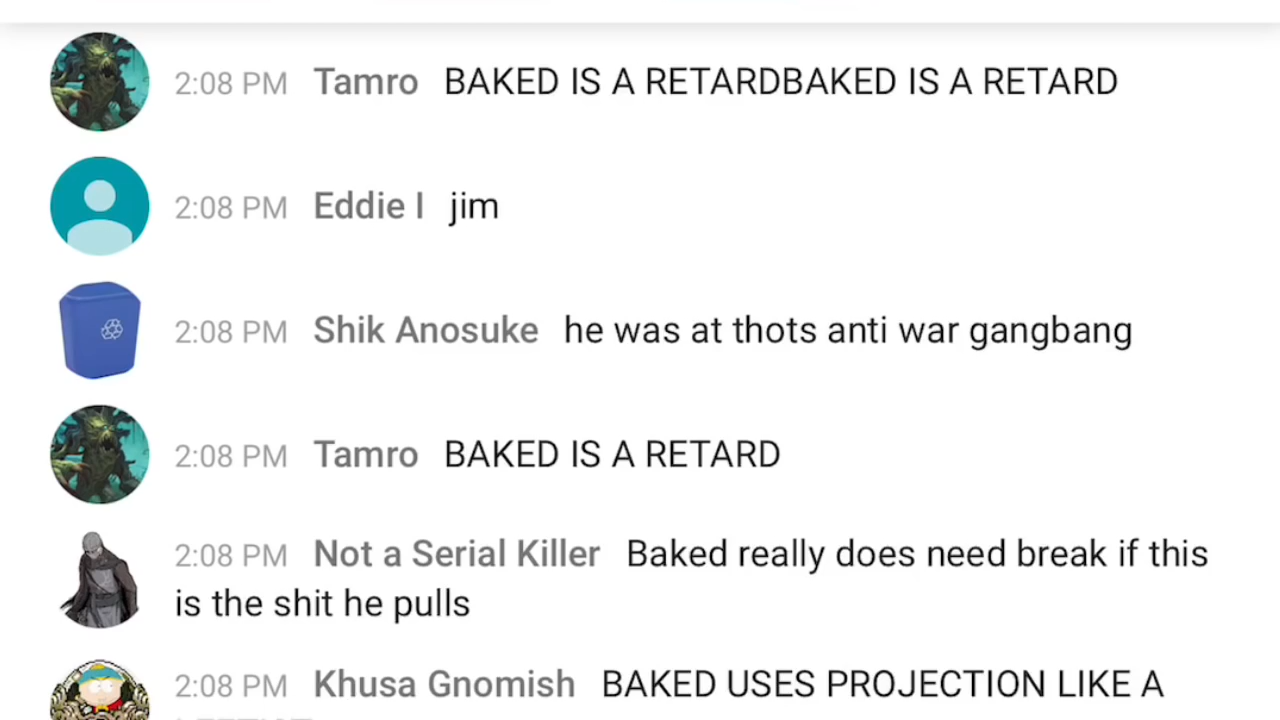 2:08 PM Tamro BAKED IS A RETARDBAKED IS A RETARD
2:08 PM Eddie I jim
2:08 PM Shik Anosuke he was at thots anti war gangbang
2:08 PM Tamro BAKED IS A RETARD
2:08 PM Not a Serial Killer Baked really does need break if this
is the shit he pulls
2:08 PM Khusa Gnomish BAKED USES PROJECTION LIKE A